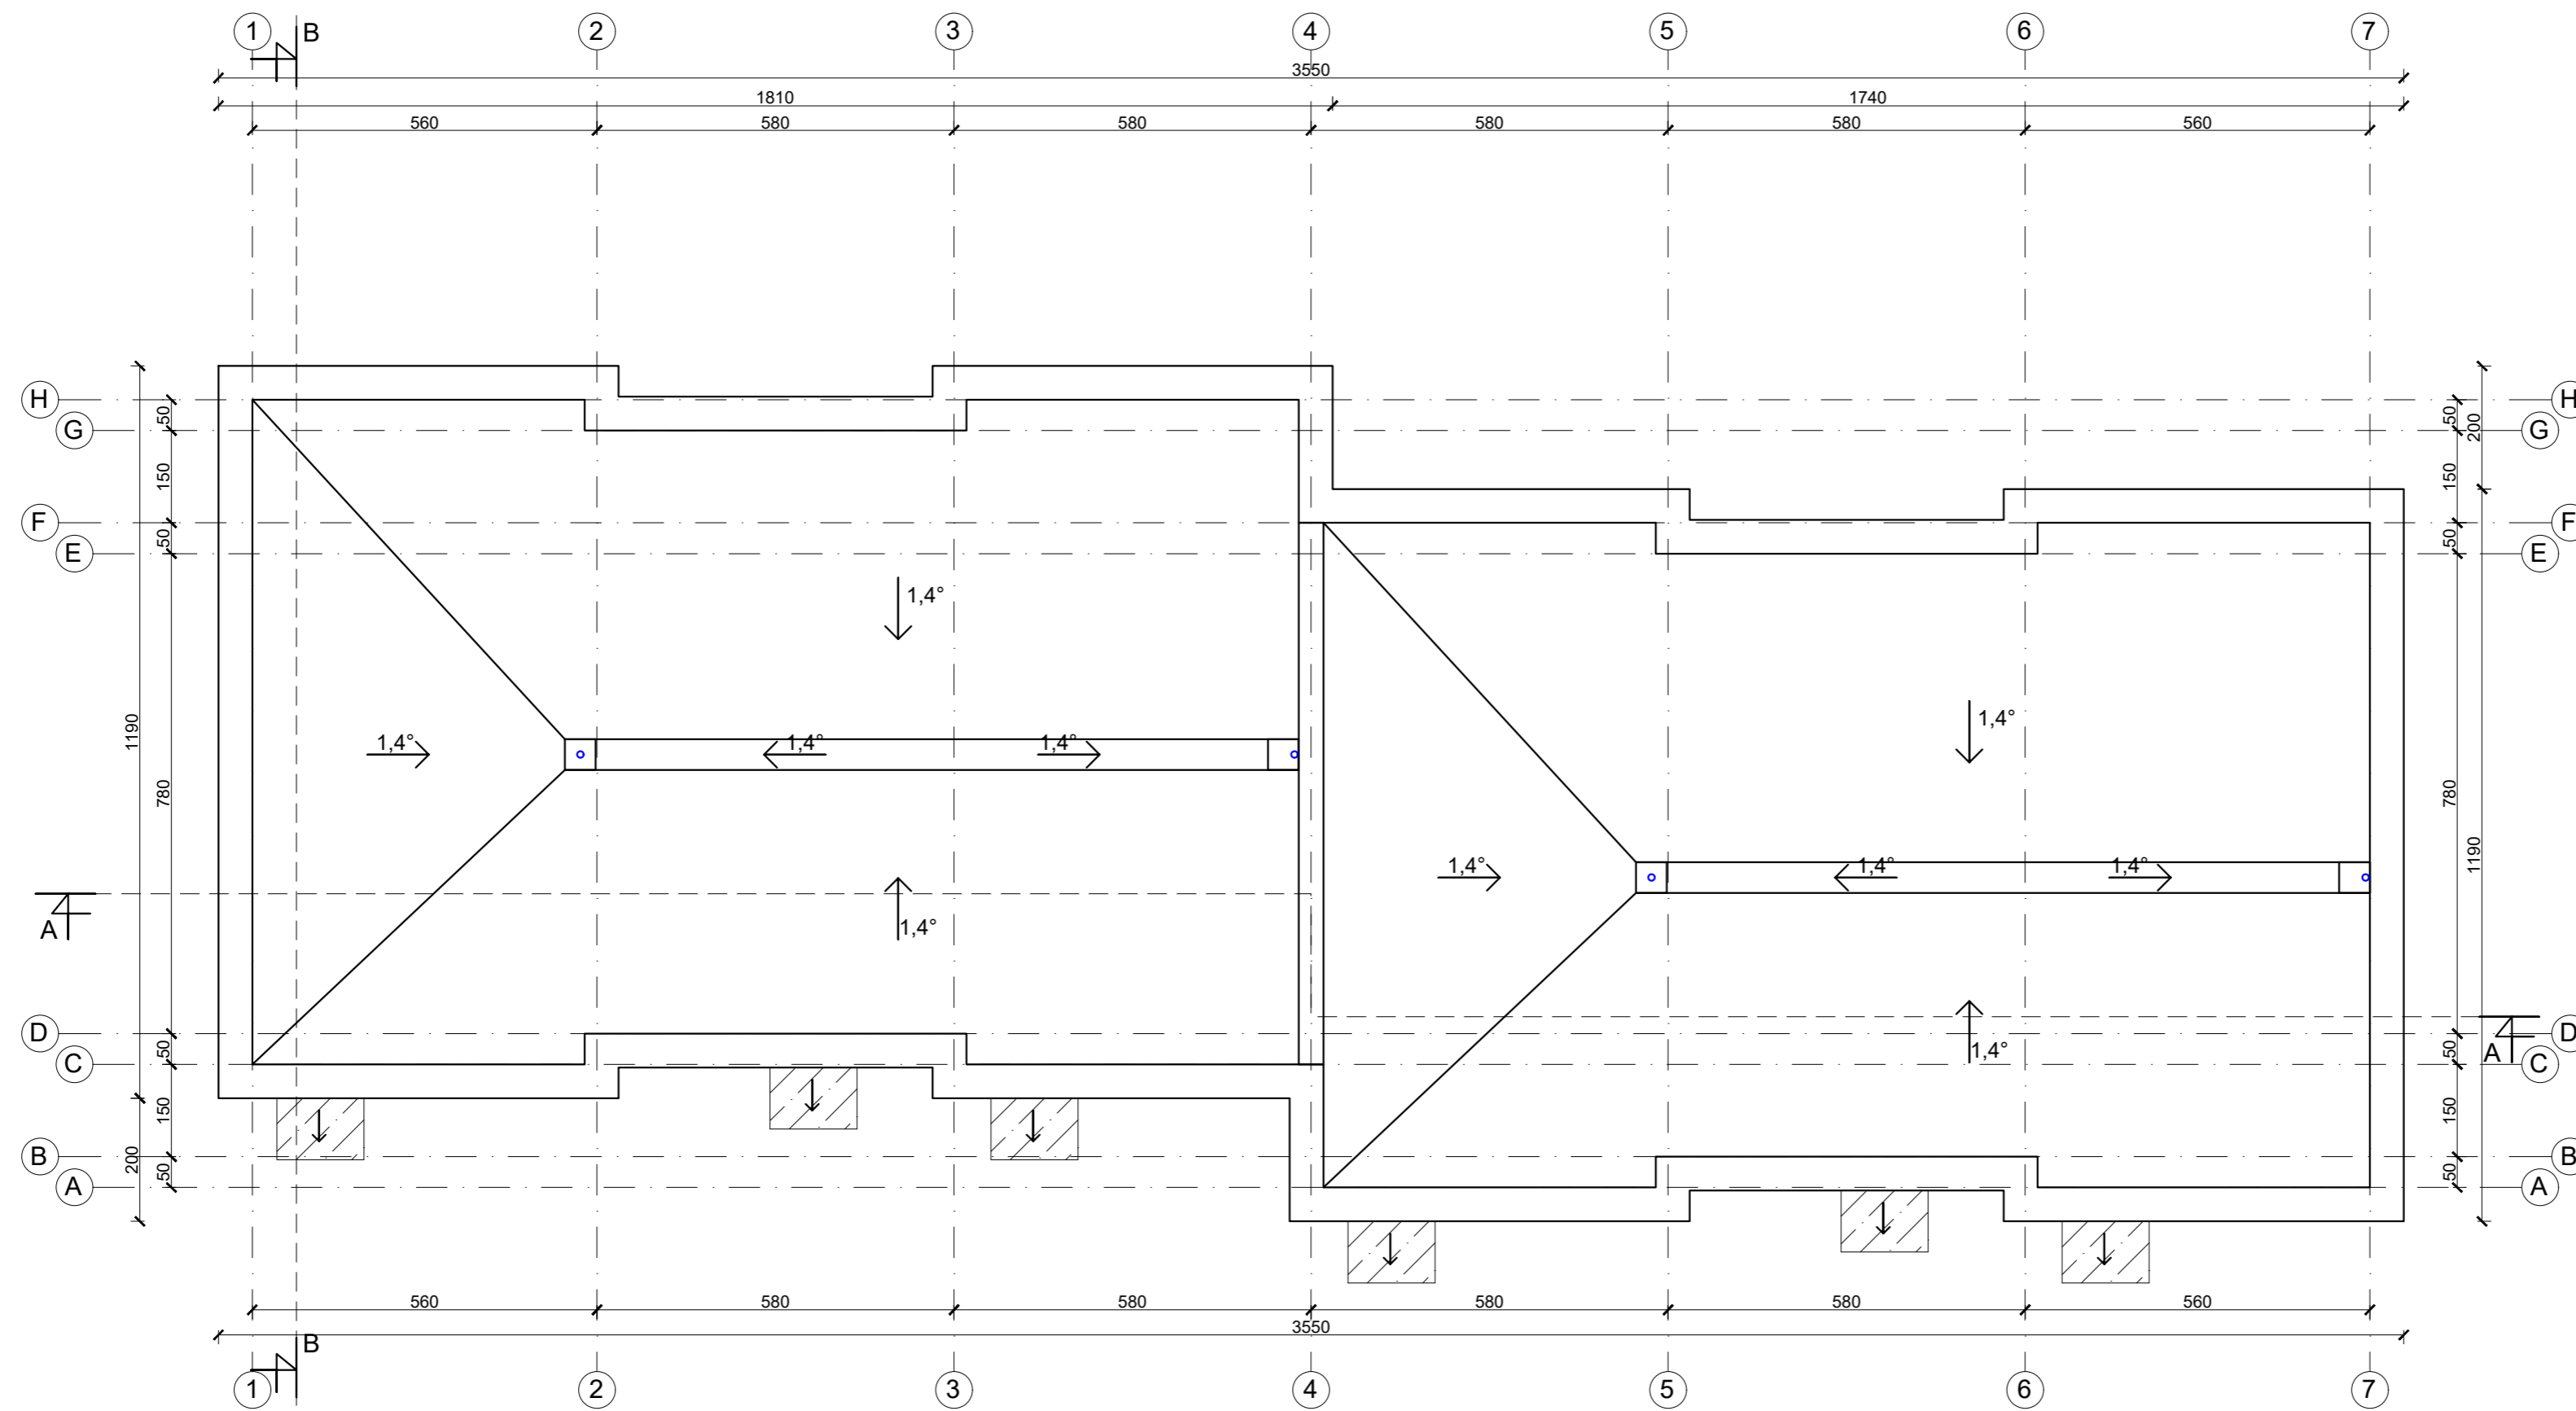 1 B 2 3 4 5 6 7
3550
1810 1740
560 580 580 580 580 560
H 50 50 H
G 200 G
150 150
F F
50 50
E E
1,4°
1,4°
1190
1,4° 1,4° 1,4°
780 780
1190
1,4° 1,4° 1,4°
A 1,4°
D D
1,4° A
50 50
C C
150 150
B 200 B
50 50
A A
560 580 580 580 580 560
3550
B
1 2 3 4 5 6 7